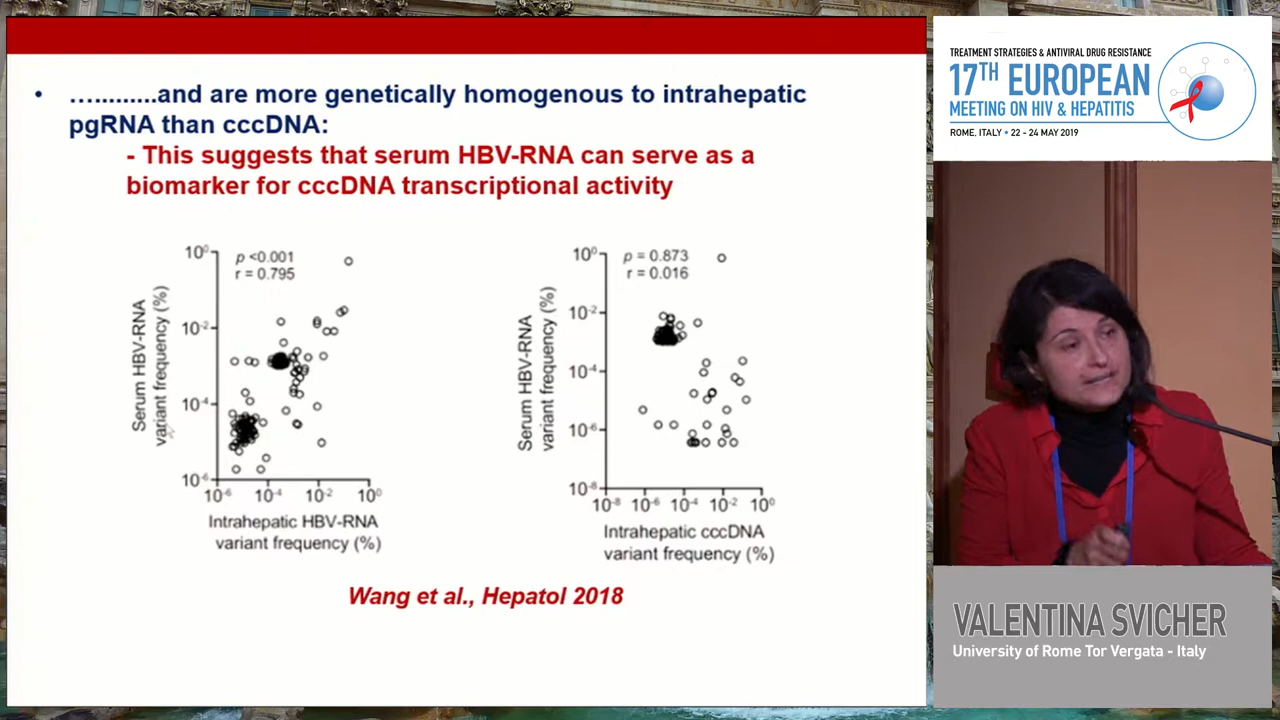 • ….........and are more genetically homogenous to intrahepatic
pgRNA than cccDNA:
- This suggests that serum HBV-RNA can serve as a
biomarker for cccDNA transcriptional activity
p <0.001
r = 0.795
Serum HBV-RNA
variant frequency (%)
10⁰
10⁻²
10⁻⁴
10⁻⁶
10⁻⁶ 10⁻⁴ 10⁻² 10⁰
Intrahepatic HBV-RNA
variant frequency (%)
p = 0.873
r = 0.016
Serum HBV-RNA
variant frequency (%)
10⁰
10⁻²
10⁻⁴
10⁻⁶
10⁻⁸
10⁻⁸ 10⁻⁶ 10⁻⁴ 10⁻² 10⁰
Intrahepatic cccDNA
variant frequency (%)
Wang et al., Hepatol 2018
TREATMENT STRATEGIES & ANTIVIRAL DRUG RESISTANCE
17TH EUROPEAN
MEETING ON HIV & HEPATITIS
ROME, ITALY • 22 - 24 MAY 2019
VALENTINA SVICHER
University of Rome Tor Vergata - Italy